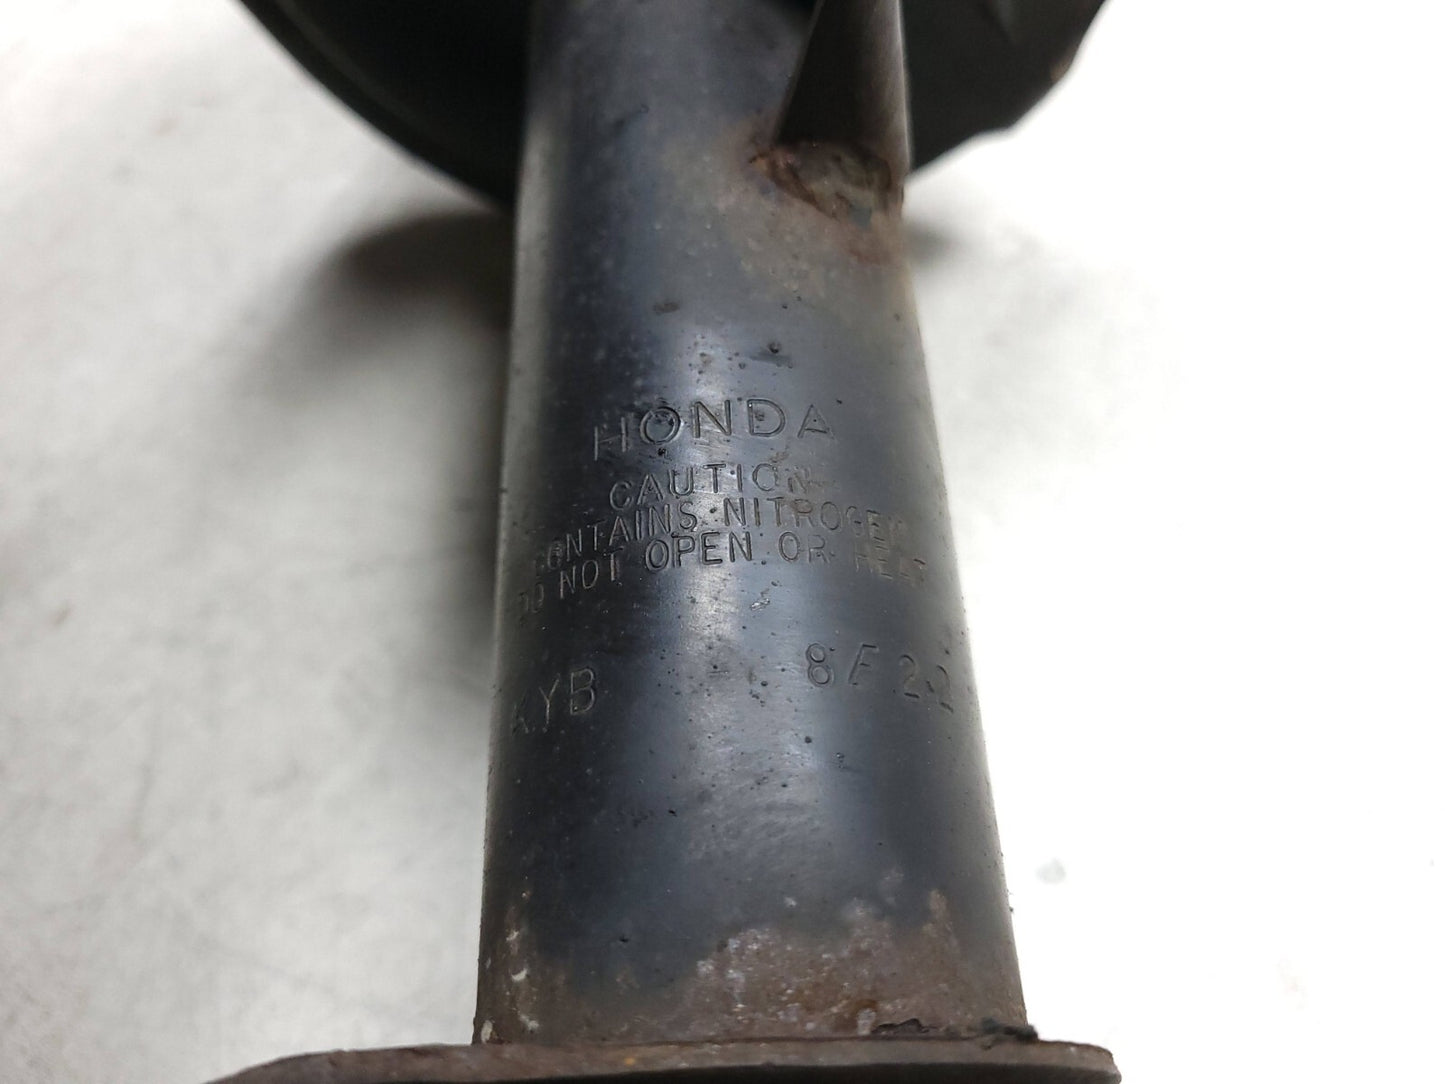 HONDA
CAUTION
CONTAINS NITROGEN
DO NOT OPEN OR HEAT
KYB 8F22